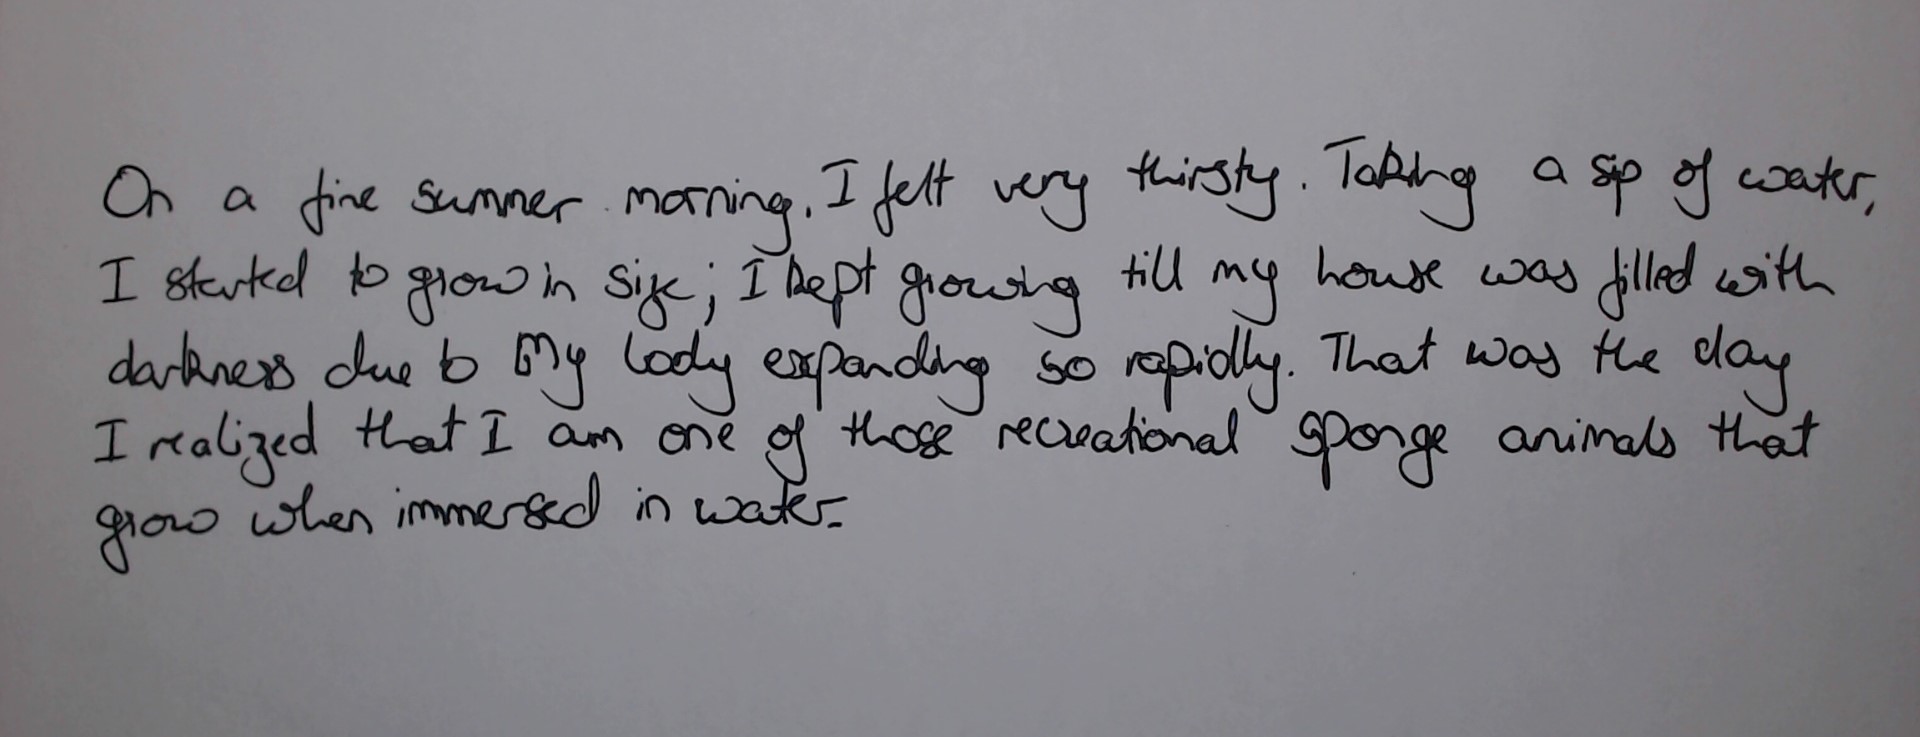 On a fine summer morning, I felt very thirsty. Taking a sip of water,
I started to grow in size; I kept growing till my house was filled with
darkness due to my body expanding so rapidly. That was the day
I realized that I am one of those recreational sponge animals that
grow when immersed in water.